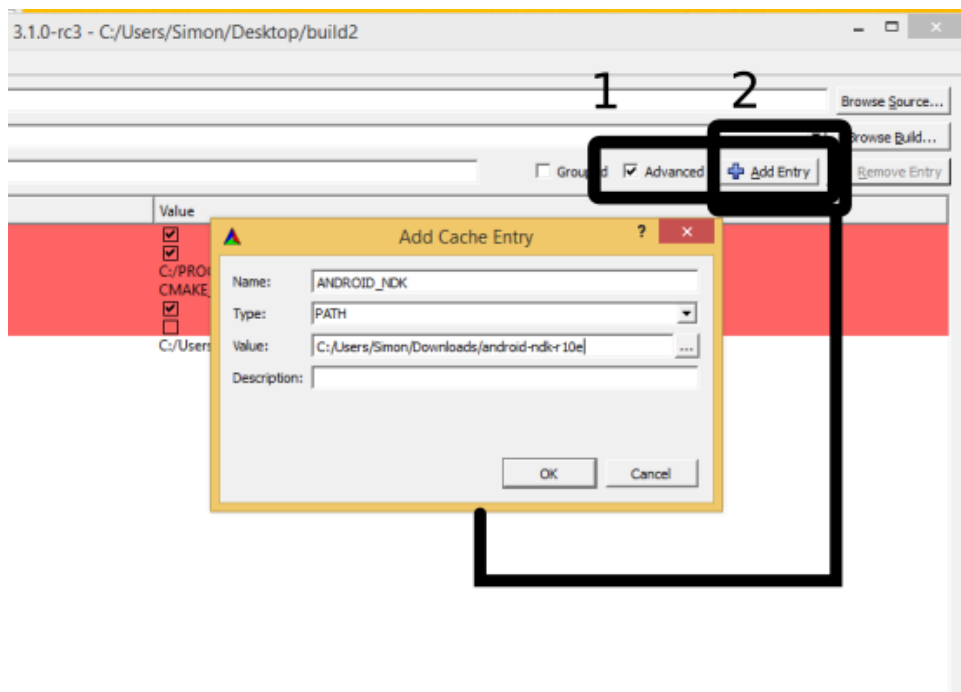 3.1.0-rc3 - C:/Users/Simon/Desktop/build2
1 2
Browse Source...
Browse Build...
Grouped Advanced Add Entry Remove Entry
Value
Add Cache Entry ?
C:/PRO
CMAKE_
C:/Users
Name: ANDROID_NDK
Type: PATH
Value: C:/Users/Simon/Downloads/android-ndk-r10e ...
Description:
OK Cancel